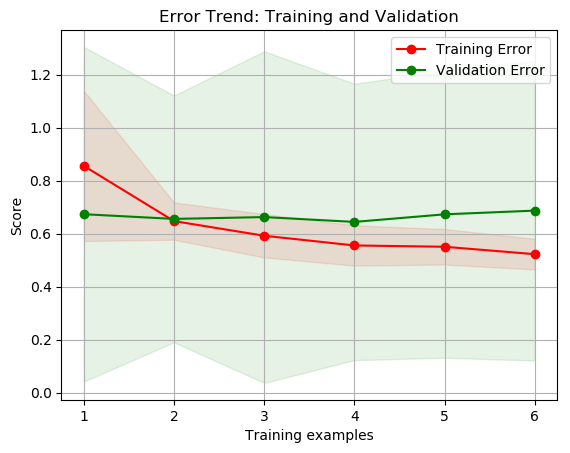 Error Trend: Training and Validation
Training Error
Validation Error
Score
1.2
1.0
0.8
0.6
0.4
0.2
0.0
1 2 3 4 5 6
Training examples